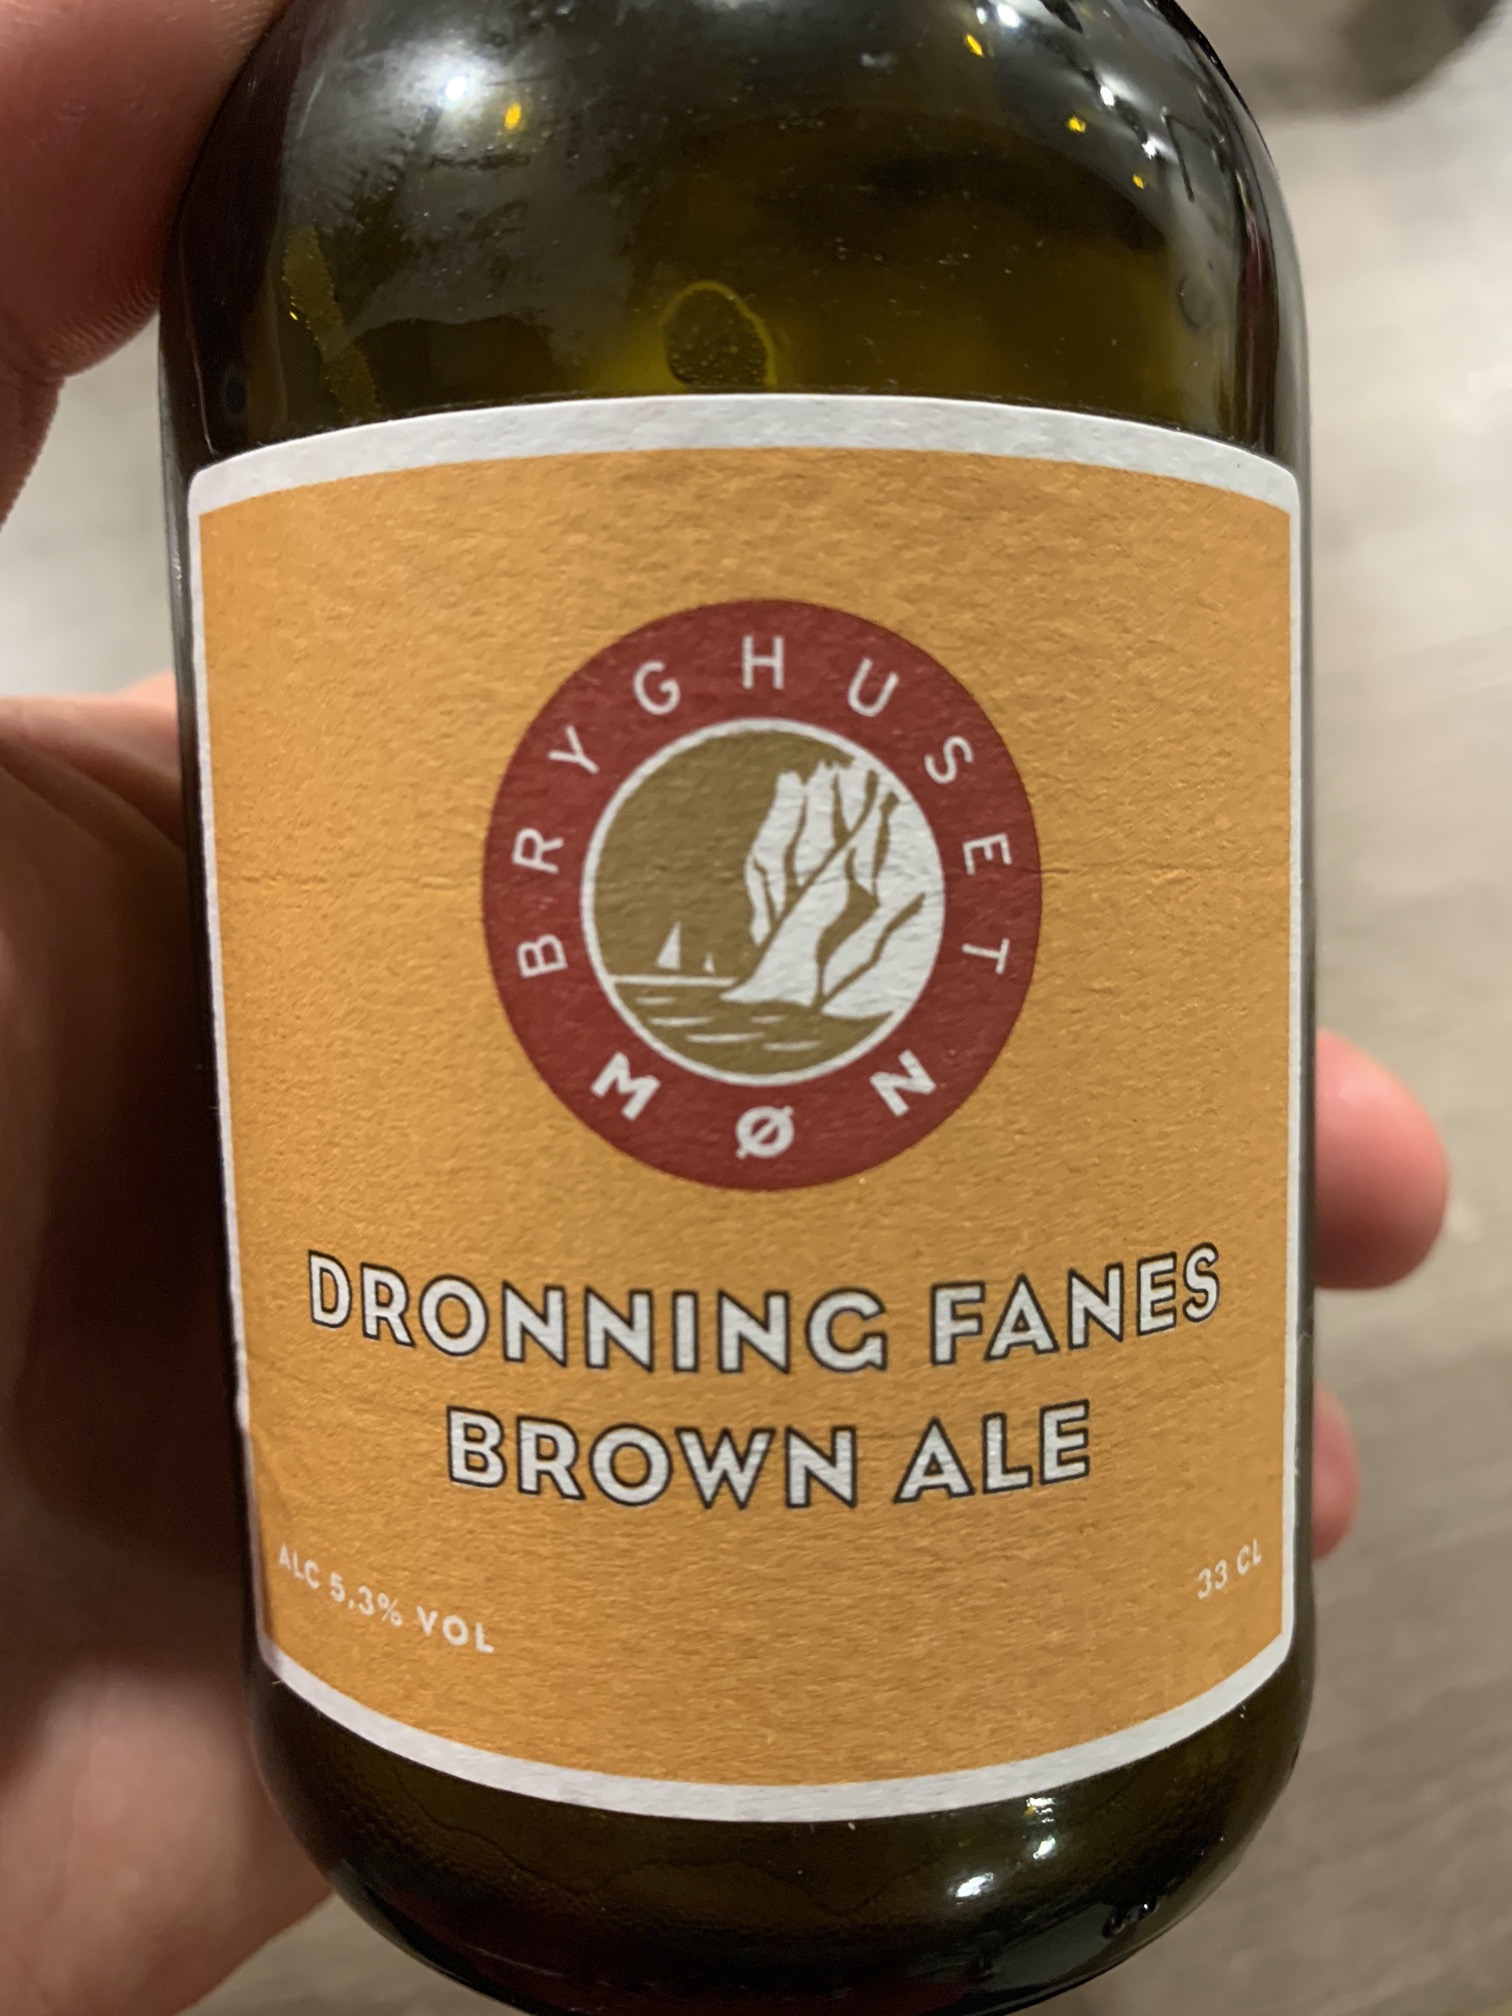 BRYGHUSET
MØN
DRONNING FANES
BROWN ALE
ALC 5,3% VOL
33 CL